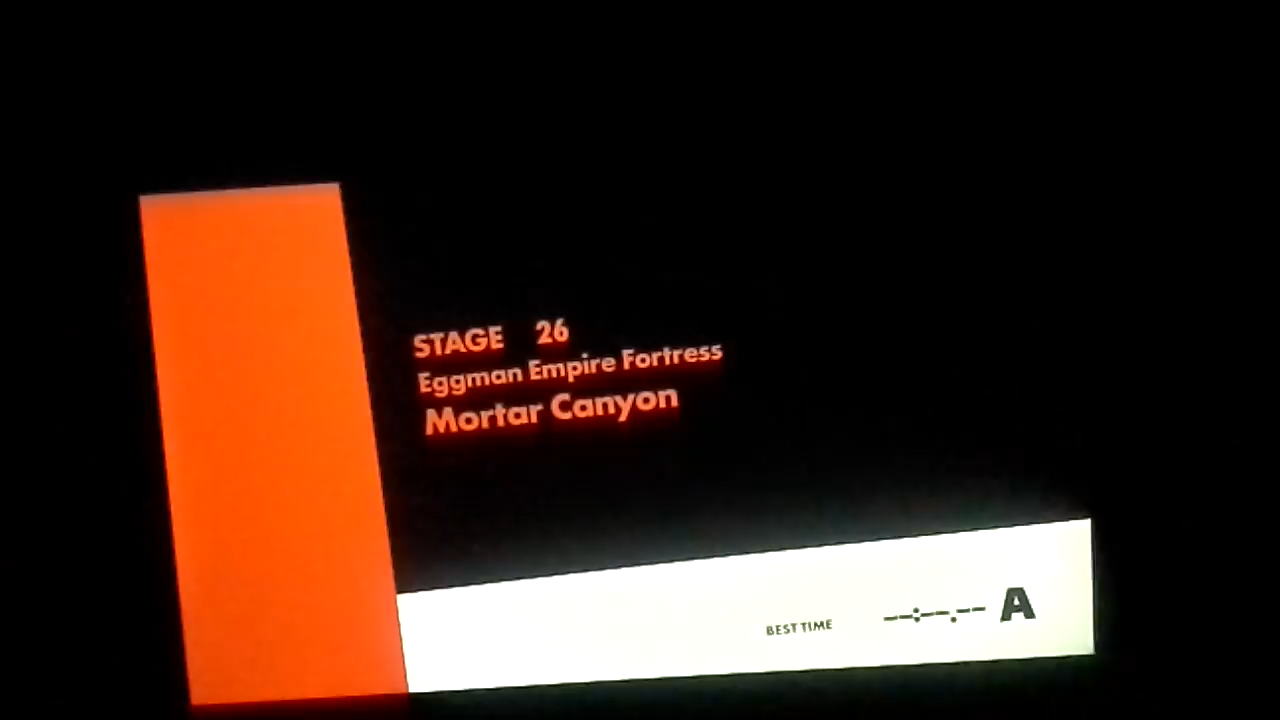 STAGE 26
Eggman Empire Fortress
Mortar Canyon
BEST TIME --:--.-- A